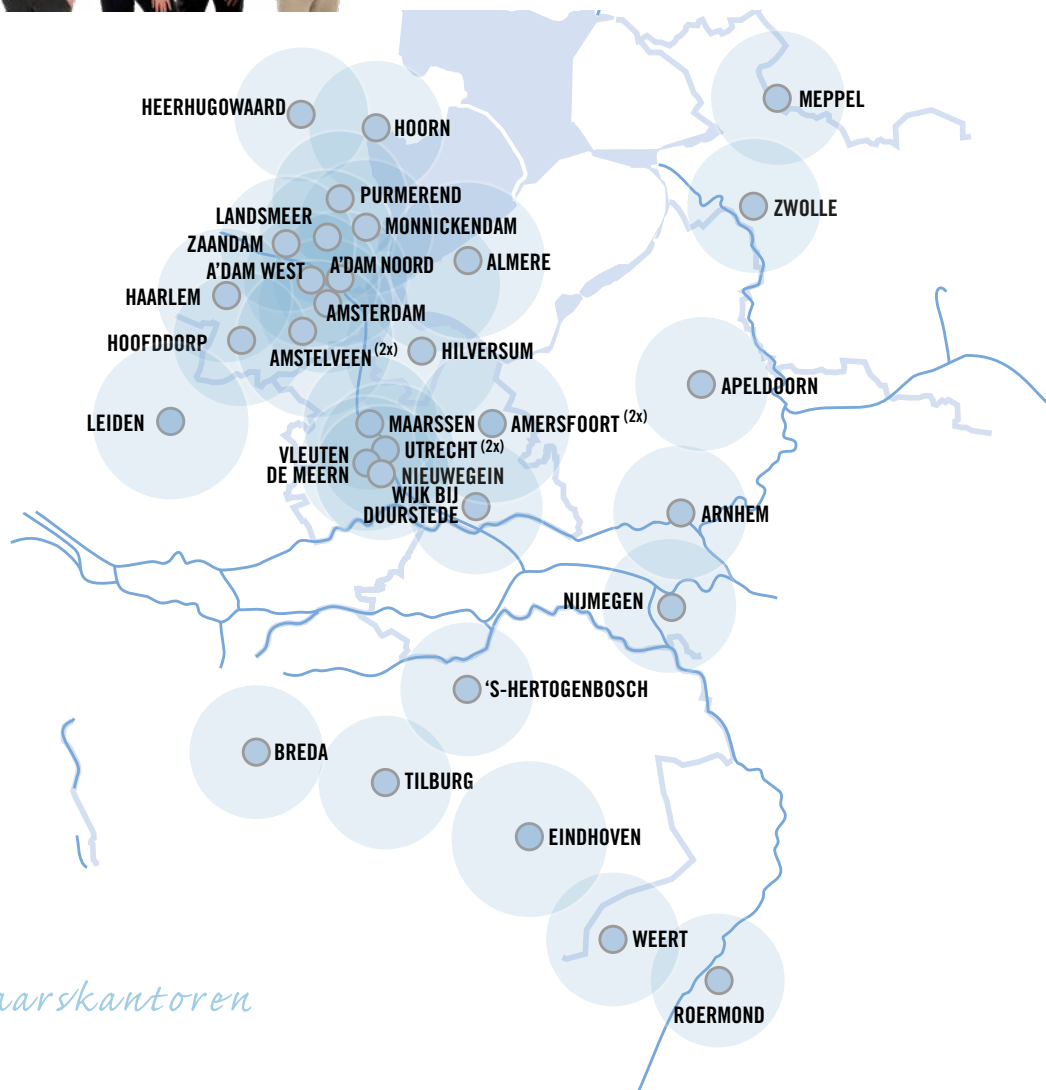 HEERHUGOWAARD
HOORN
MEPPEL
PURMEREND
ZWOLLE
LANDSMEER
MONNICKENDAM
ZAANDAM
A'DAM WEST
A'DAM NOORD
ALMERE
HAARLEM
AMSTERDAM
HOOFDDORP
AMSTELVEEN (2x)
HILVERSUM
APELDOORN
LEIDEN
MAARSSEN
AMERSFOORT (2x)
UTRECHT (2x)
VLEUTEN
DE MEERN
NIEUWEGEIN
WIJK BIJ
DUURSTEDE
ARNHEM
NIJMEGEN
'S-HERTOGENBOSCH
BREDA
TILBURG
EINDHOVEN
WEERT
aarskantoren
ROERMOND